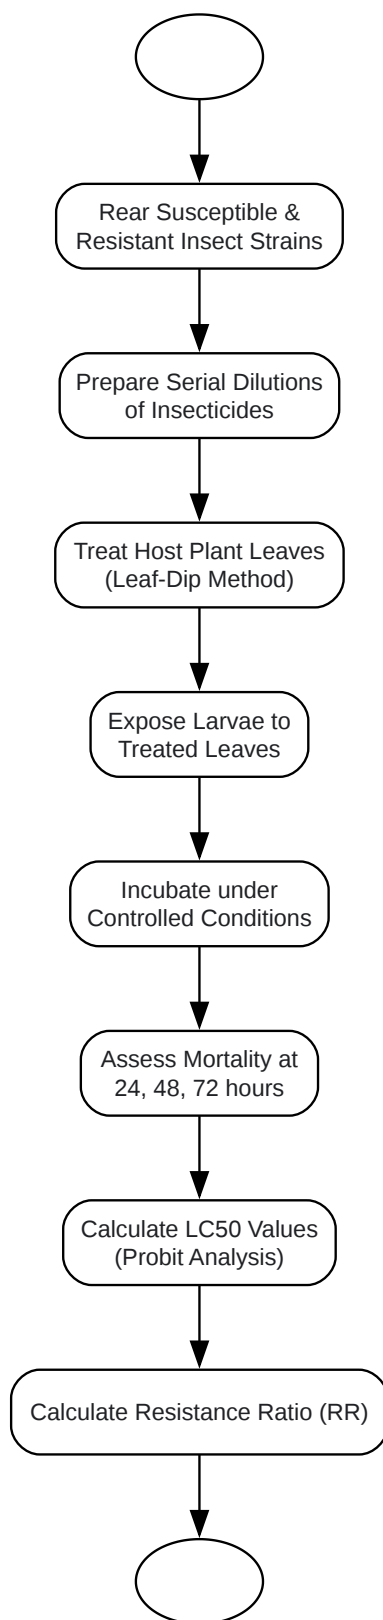 Rear Susceptible &
Resistant Insect Strains
Prepare Serial Dilutions
of Insecticides
Treat Host Plant Leaves
(Leaf-Dip Method)
Expose Larvae to
Treated Leaves
Incubate under
Controlled Conditions
Assess Mortality at
24, 48, 72 hours
Calculate LC50 Values
(Probit Analysis)
Calculate Resistance Ratio (RR)